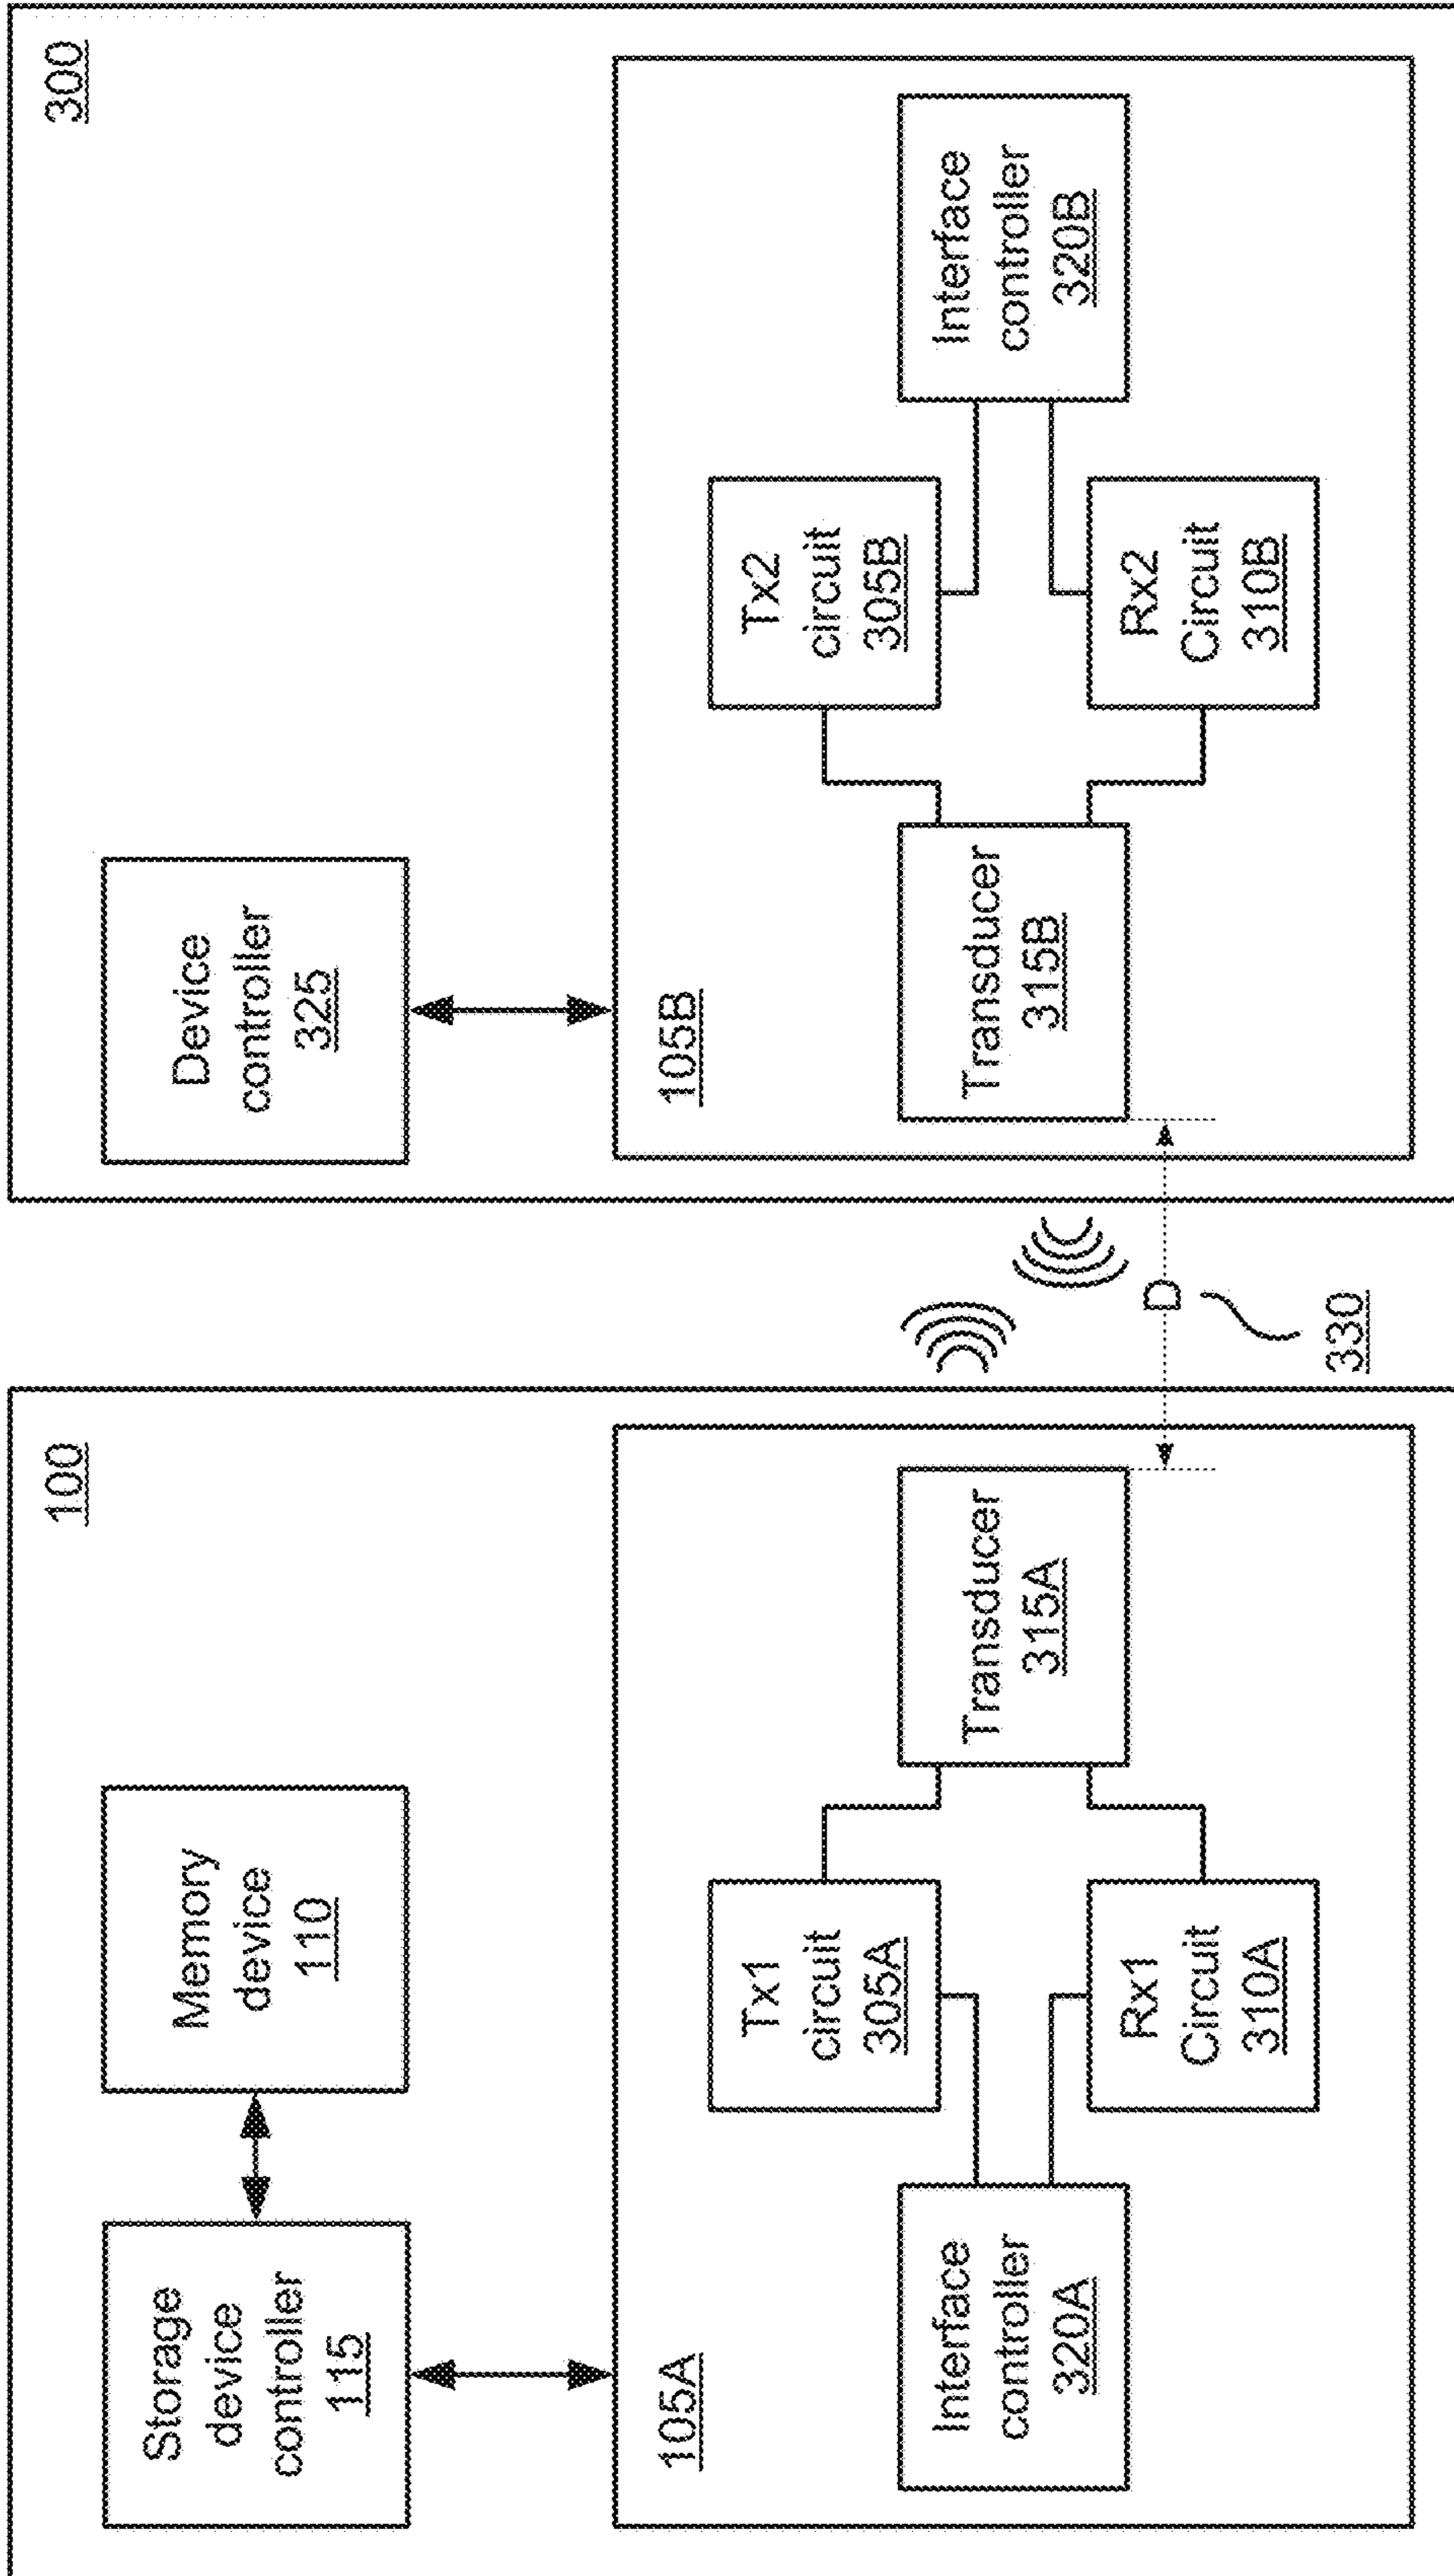 100
Storage
device
controller
115
Memory
device
110
105A
Interface
controller
320A
Tx1
circuit
305A
Rx1
Circuit
310A
Transducer
315A
D
330
300
Device
controller
325
105B
Transducer
315B
Tx2
circuit
305B
Rx2
Circuit
310B
Interface
controller
320B